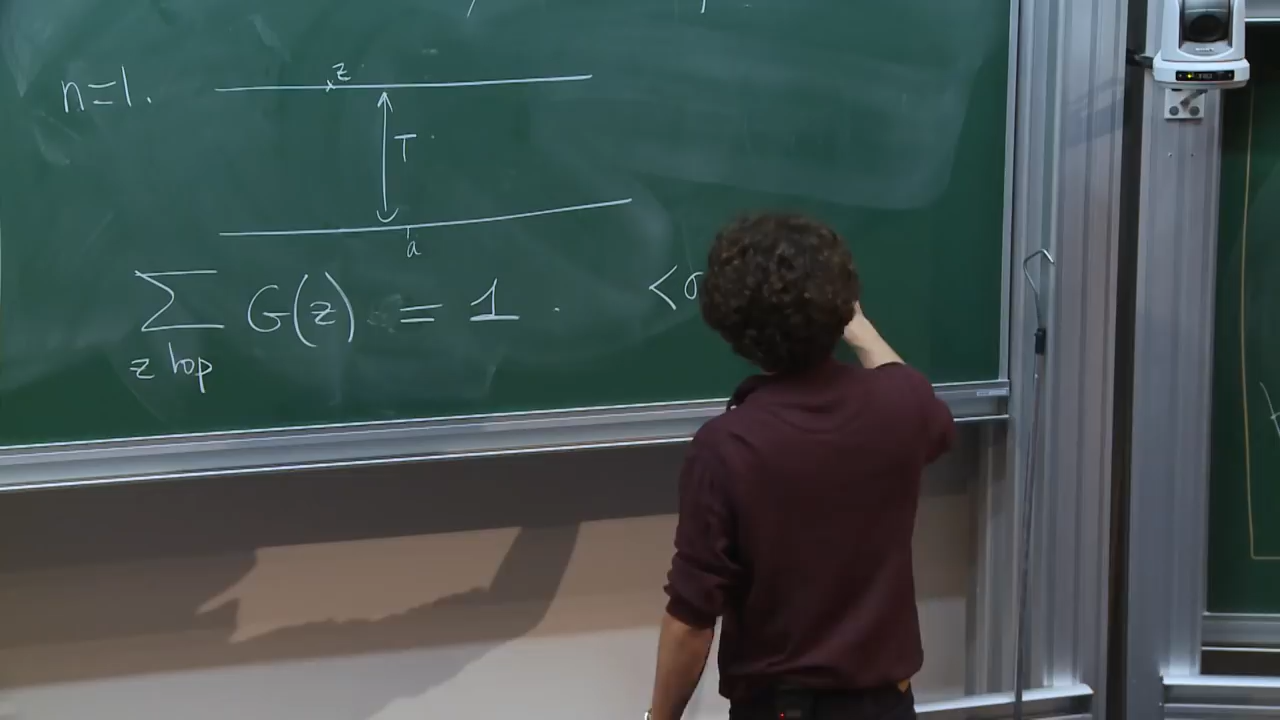 n=1.
z
T
a
∑ G(z) = 1 .
z top
<σ